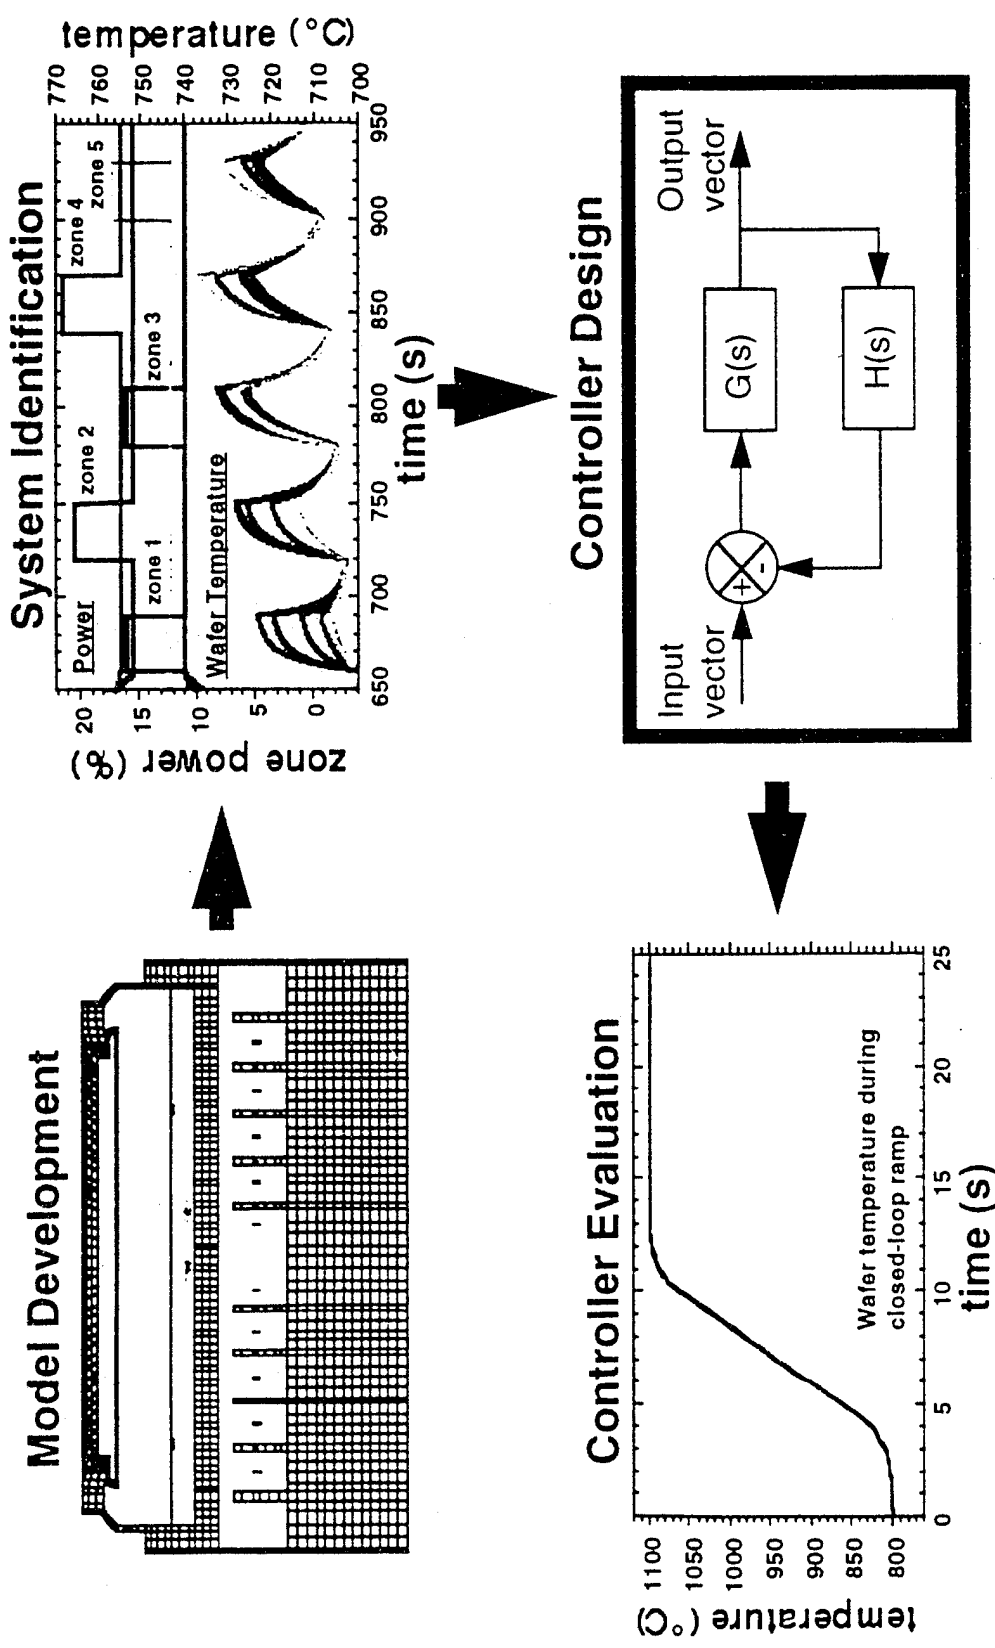 Model Development
System Identification
temperature (°C)
770
760
750
740
730
720
710
700
zone 4
zone 5
zone 2
zone 3
zone 1
Power
Wafer Temperature
20
15
10
5
0
zone power (%)
650
700
750
800
850
900
950
time (s)
Controller Evaluation
1100
1050
1000
950
900
850
800
temperature (°C)
Wafer temperature during
closed-loop ramp
0
5
10
15
20
25
time (s)
Controller Design
Input
vector
+
-
G(s)
H(s)
Output
vector